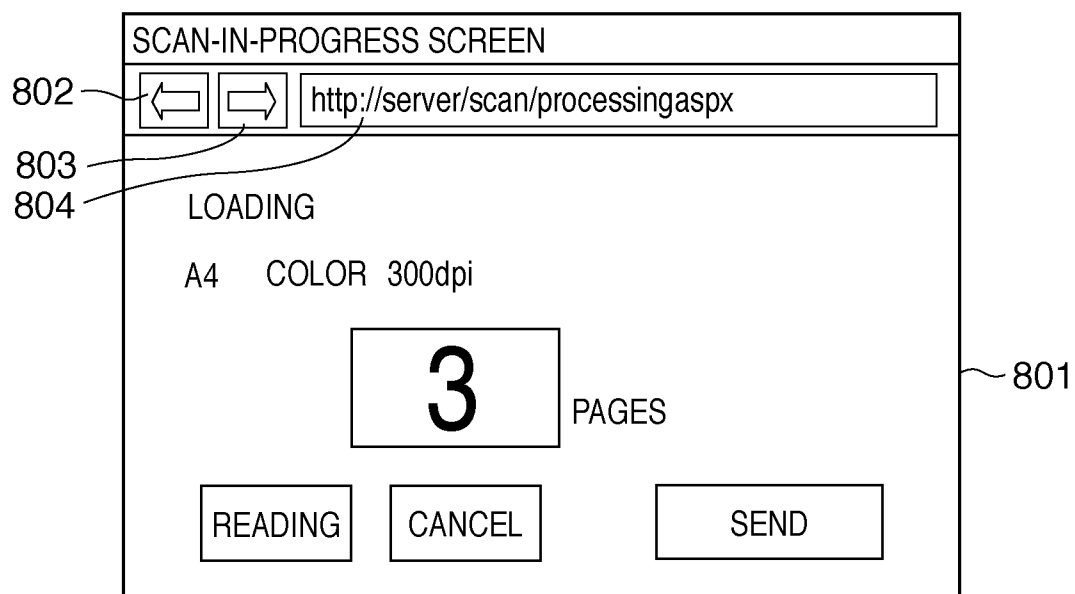 SCAN-IN-PROGRESS SCREEN
802
http://server/scan/processingaspx
803
804
LOADING
A4 COLOR 300dpi
3
801
PAGES
READING CANCEL SEND